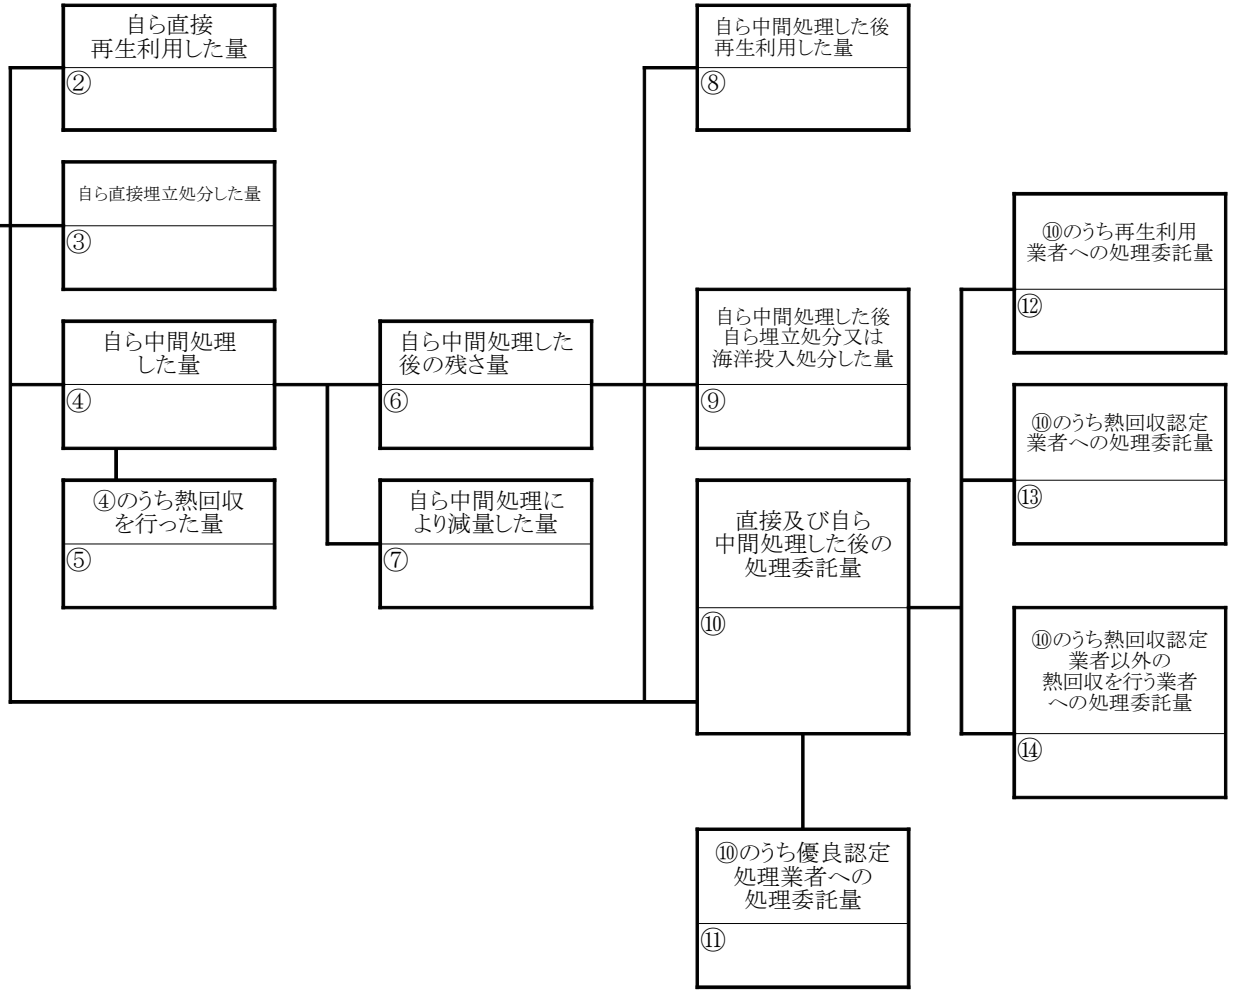 自ら直接
再生利用した量
②
自ら直接埋立処分した量
③
自ら中間処理
した量
④
④のうち熱回収
を行った量
⑤
自ら中間処理した
後の残さ量
⑥
自ら中間処理に
より減量した量
⑦
自ら中間処理した後
再生利用した量
⑧
自ら中間処理した後
自ら埋立処分又は
海洋投入処分した量
⑨
直接及び自ら
中間処理した後の
処理委託量
⑩
⑩のうち優良認定
処理業者への
処理委託量
⑪
⑩のうち再生利用
業者への処理委託量
⑫
⑩のうち熱回収認定
業者への処理委託量
⑬
⑩のうち熱回収認定
業者以外の
熱回収を行う業者
への処理委託量
⑭